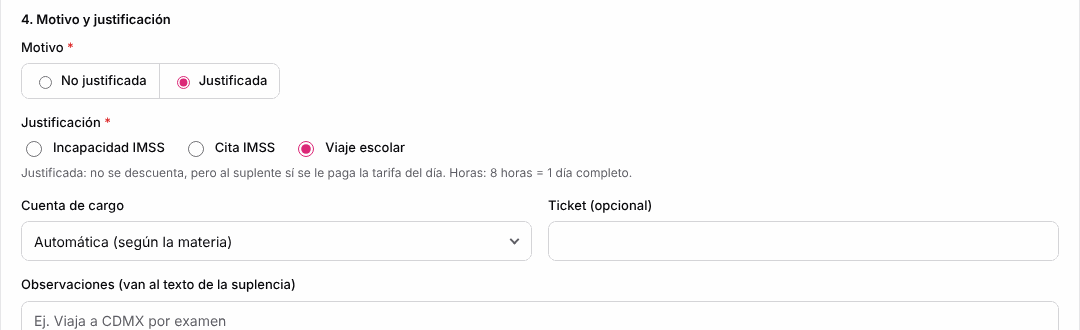 4. Motivo y justificación
Motivo *
No justificada
Justificada
Justificación *
Incapacidad IMSS
Cita IMSS
Viaje escolar
Justificada: no se descuenta, pero al suplente sí se le paga la tarifa del día. Horas: 8 horas = 1 día completo.
Cuenta de cargo
Ticket (opcional)
Automática (según la materia)
Observaciones (van al texto de la suplencia)
Ej. Viaja a CDMX por examen